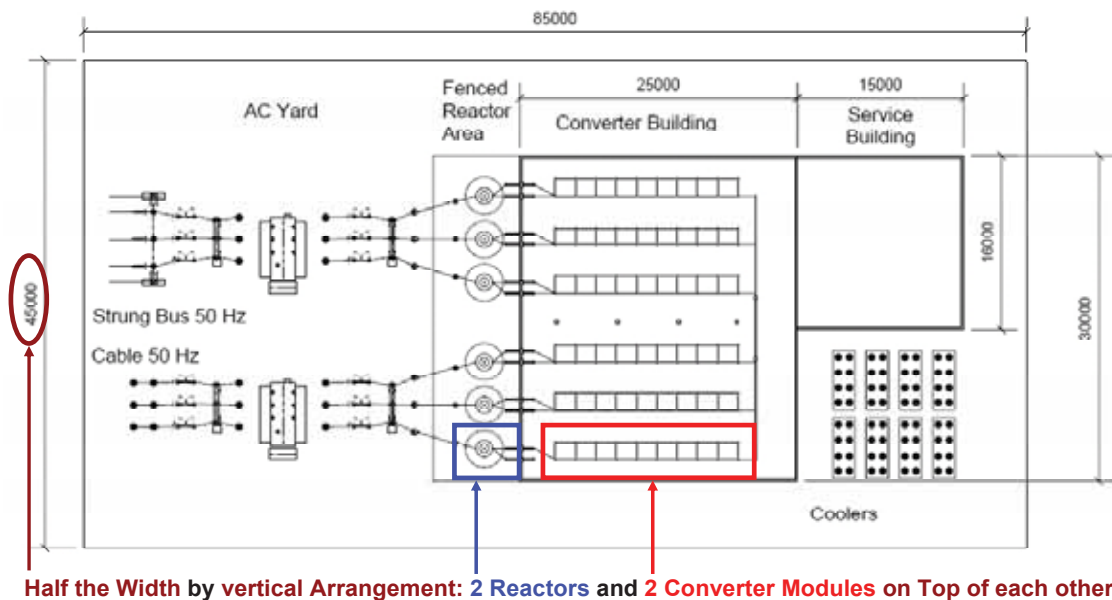 85000
25000
15000
AC Yard
Fenced
Reactor
Area
Converter Building
Service
Building
16000
45000
30000
Strung Bus 50 Hz
Cable 50 Hz
Coolers
Half the Width by vertical Arrangement: 2 Reactors and 2 Converter Modules on Top of each other